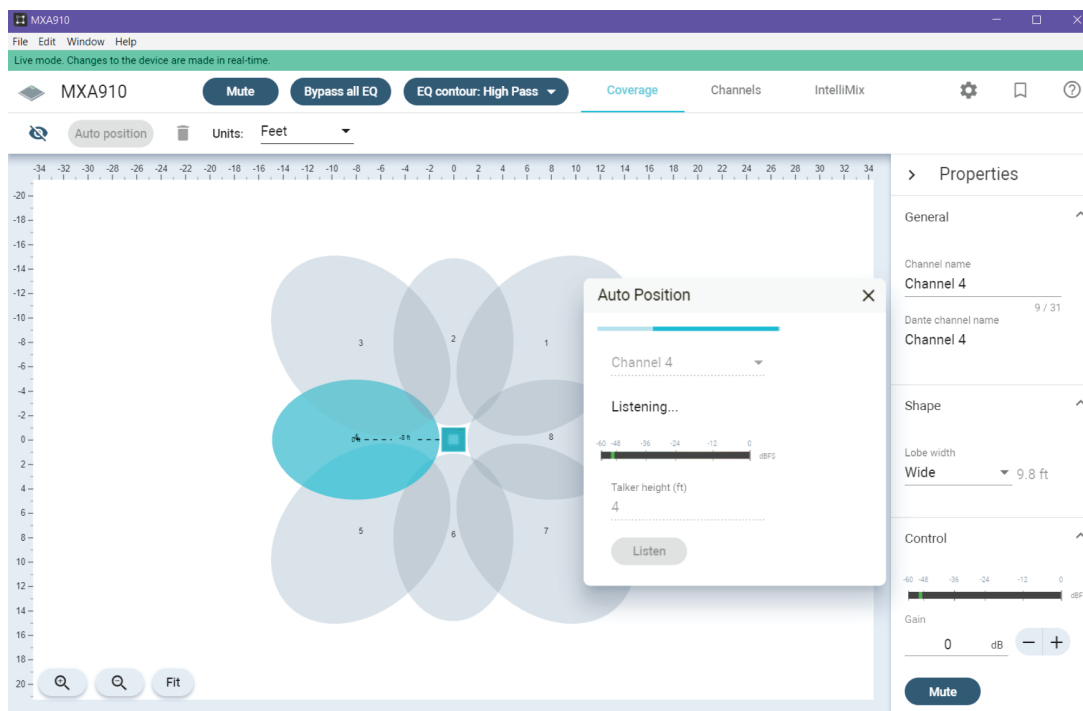 MXA910
File Edit Window Help
Live mode. Changes to the device are made in real-time.
MXA910 Mute Bypass all EQ EQ contour: High Pass Coverage Channels IntelliMix
Auto position Units: Feet
-34 -32 -30 -28 -26 -24 -22 -20 -18 -16 -14 -12 -10 -8 -6 -4 -2 0 2 4 6 8 10 12 14 16 18 20 22 24 26 28 30 32 34
-20
-18
-16
-14
-12
-10
-8
-6
-4
-2
0
2
4
6
8
10
12
14
16
18
20
3
2
1
-8 ft
8
5
6
7
Fit
Auto Position
Channel 4
Listening...
-60 -48 -36 -24 -12 0
dBFS
Talker height (ft)
4
Listen
Properties
General
Channel name
Channel 4
9 / 31
Dante channel name
Channel 4
Shape
Lobe width
Wide 9.8 ft
Control
-60 -48 -36 -24 -12 0
Gain
0 dB
Mute